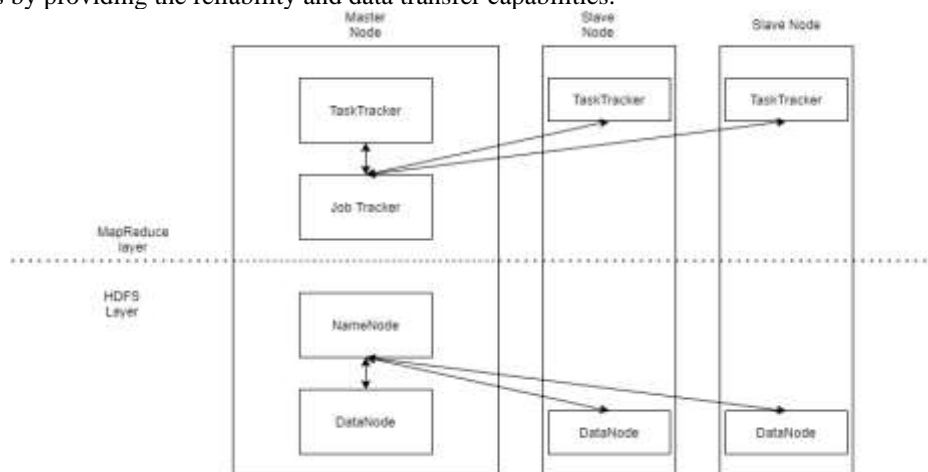 s by providing the reliability and data transfer capabilities.
Master
Node
Slave
Node
Slave Node
TaskTracker
TaskTracker
TaskTracker
Job Tracker
MapReduce
layer
HDFS
Layer
NameNode
DataNode
DataNode
DataNode